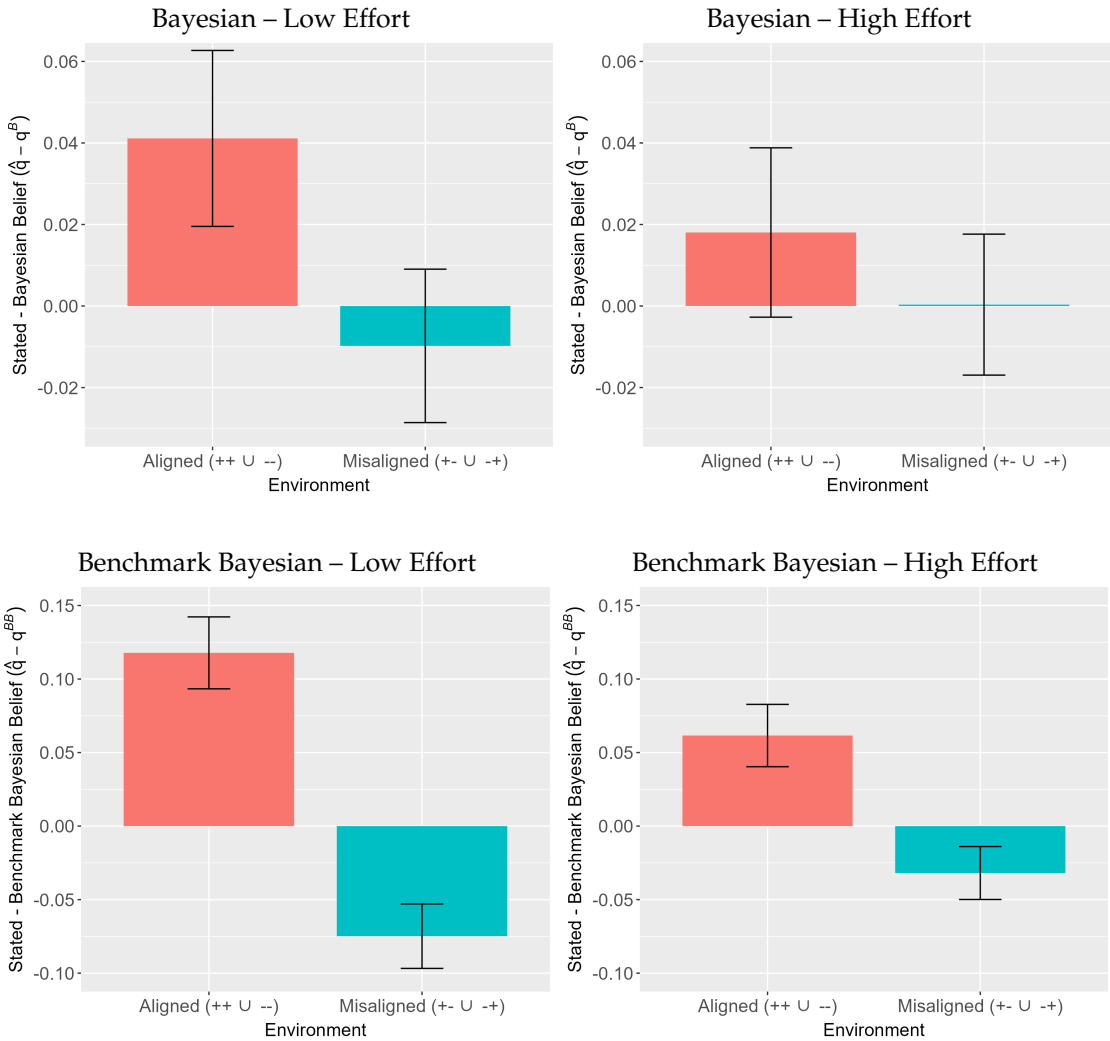 Bayesian – Low Effort
Stated - Bayesian Belief (q̂ – qᴮ)
0.06
0.04
0.02
0.00
-0.02
Aligned (++ ∪ --)
Misaligned (+- ∪ -+)
Environment
Bayesian – High Effort
Stated - Bayesian Belief (q̂ – qᴮ)
0.06
0.04
0.02
0.00
-0.02
Aligned (++ ∪ --)
Misaligned (+- ∪ -+)
Environment
Benchmark Bayesian – Low Effort
Stated - Benchmark Bayesian Belief (q̂ – qᴮᴮ)
0.15
0.10
0.05
0.00
-0.05
-0.10
Aligned (++ ∪ --)
Misaligned (+- ∪ -+)
Environment
Benchmark Bayesian – High Effort
Stated - Benchmark Bayesian Belief (q̂ – qᴮᴮ)
0.15
0.10
0.05
0.00
-0.05
-0.10
Aligned (++ ∪ --)
Misaligned (+- ∪ -+)
Environment